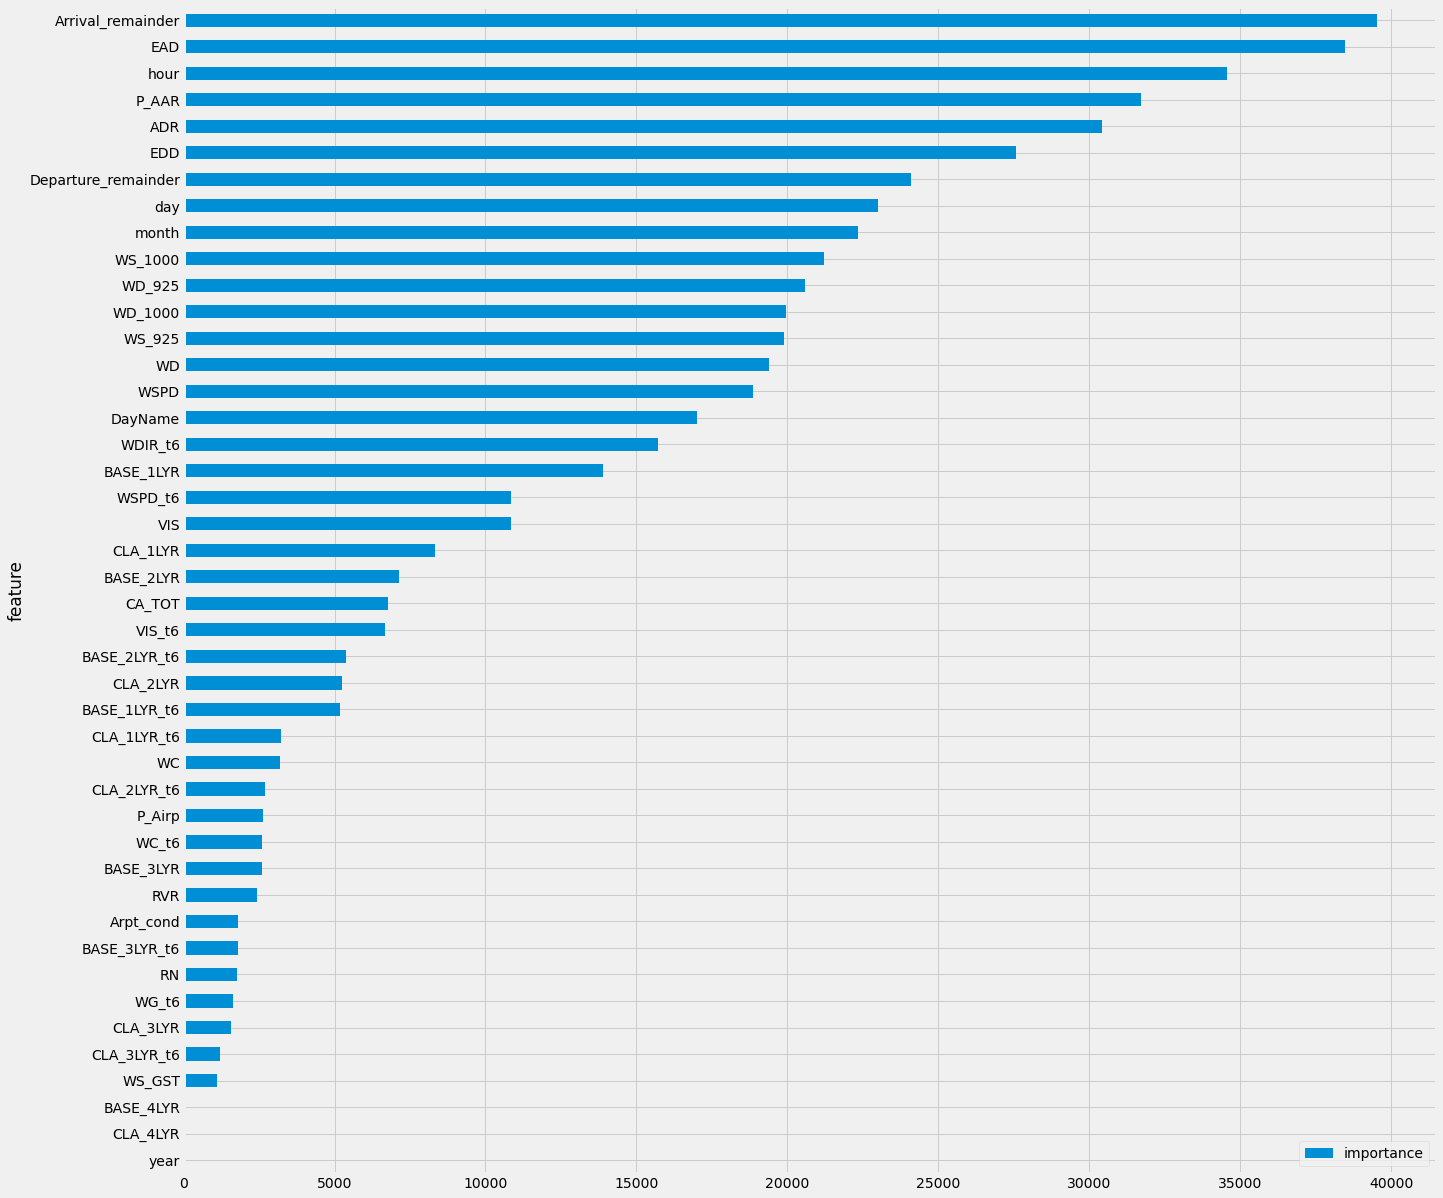 Arrival_remainder
EAD
hour
P_AAR
ADR
EDD
Departure_remainder
day
month
WS_1000
WD_925
WD_1000
WS_925
WD
WSPD
DayName
WDIR_t6
BASE_1LYR
WSPD_t6
VIS
CLA_1LYR
BASE_2LYR
CA_TOT
VIS_t6
BASE_2LYR_t6
CLA_2LYR
BASE_1LYR_t6
CLA_1LYR_t6
WC
CLA_2LYR_t6
P_Airp
WC_t6
BASE_3LYR
RVR
Arpt_cond
BASE_3LYR_t6
RN
WG_t6
CLA_3LYR
CLA_3LYR_t6
WS_GST
BASE_4LYR
CLA_4LYR
year
feature
importance
0 5000 10000 15000 20000 25000 30000 35000 40000